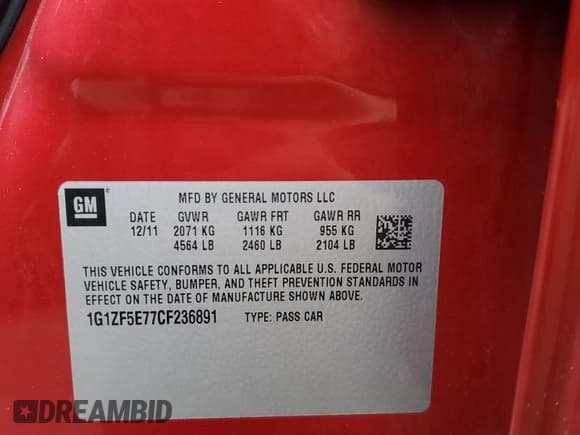 GM
MFD BY GENERAL MOTORS LLC
DATE GVWR GAWR FRT GAWR RR
12/11 2071 KG 1116 KG 955 KG
4564 LB 2460 LB 2104 LB
THIS VEHICLE CONFORMS TO ALL APPLICABLE U.S. FEDERAL MOTOR
VEHICLE SAFETY, BUMPER, AND THEFT PREVENTION STANDARDS IN
EFFECT ON THE DATE OF MANUFACTURE SHOWN ABOVE.
1G1ZF5E77CF236891 TYPE: PASS CAR
DREAMBID